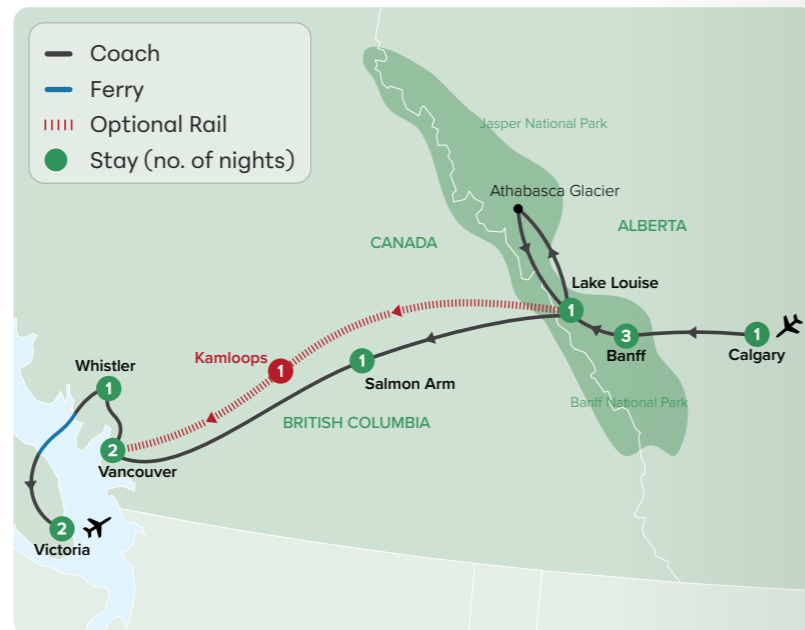 Coach
Ferry
Optional Rail
Stay (no. of nights)
Jasper National Park
Athabasca Glacier
CANADA
ALBERTA
Lake Louise
1
3
Banff
1
Calgary
Kamloops
1
1
Salmon Arm
Whistler
1
Banff National Park
BRITISH COLUMBIA
2
Vancouver
2
Victoria